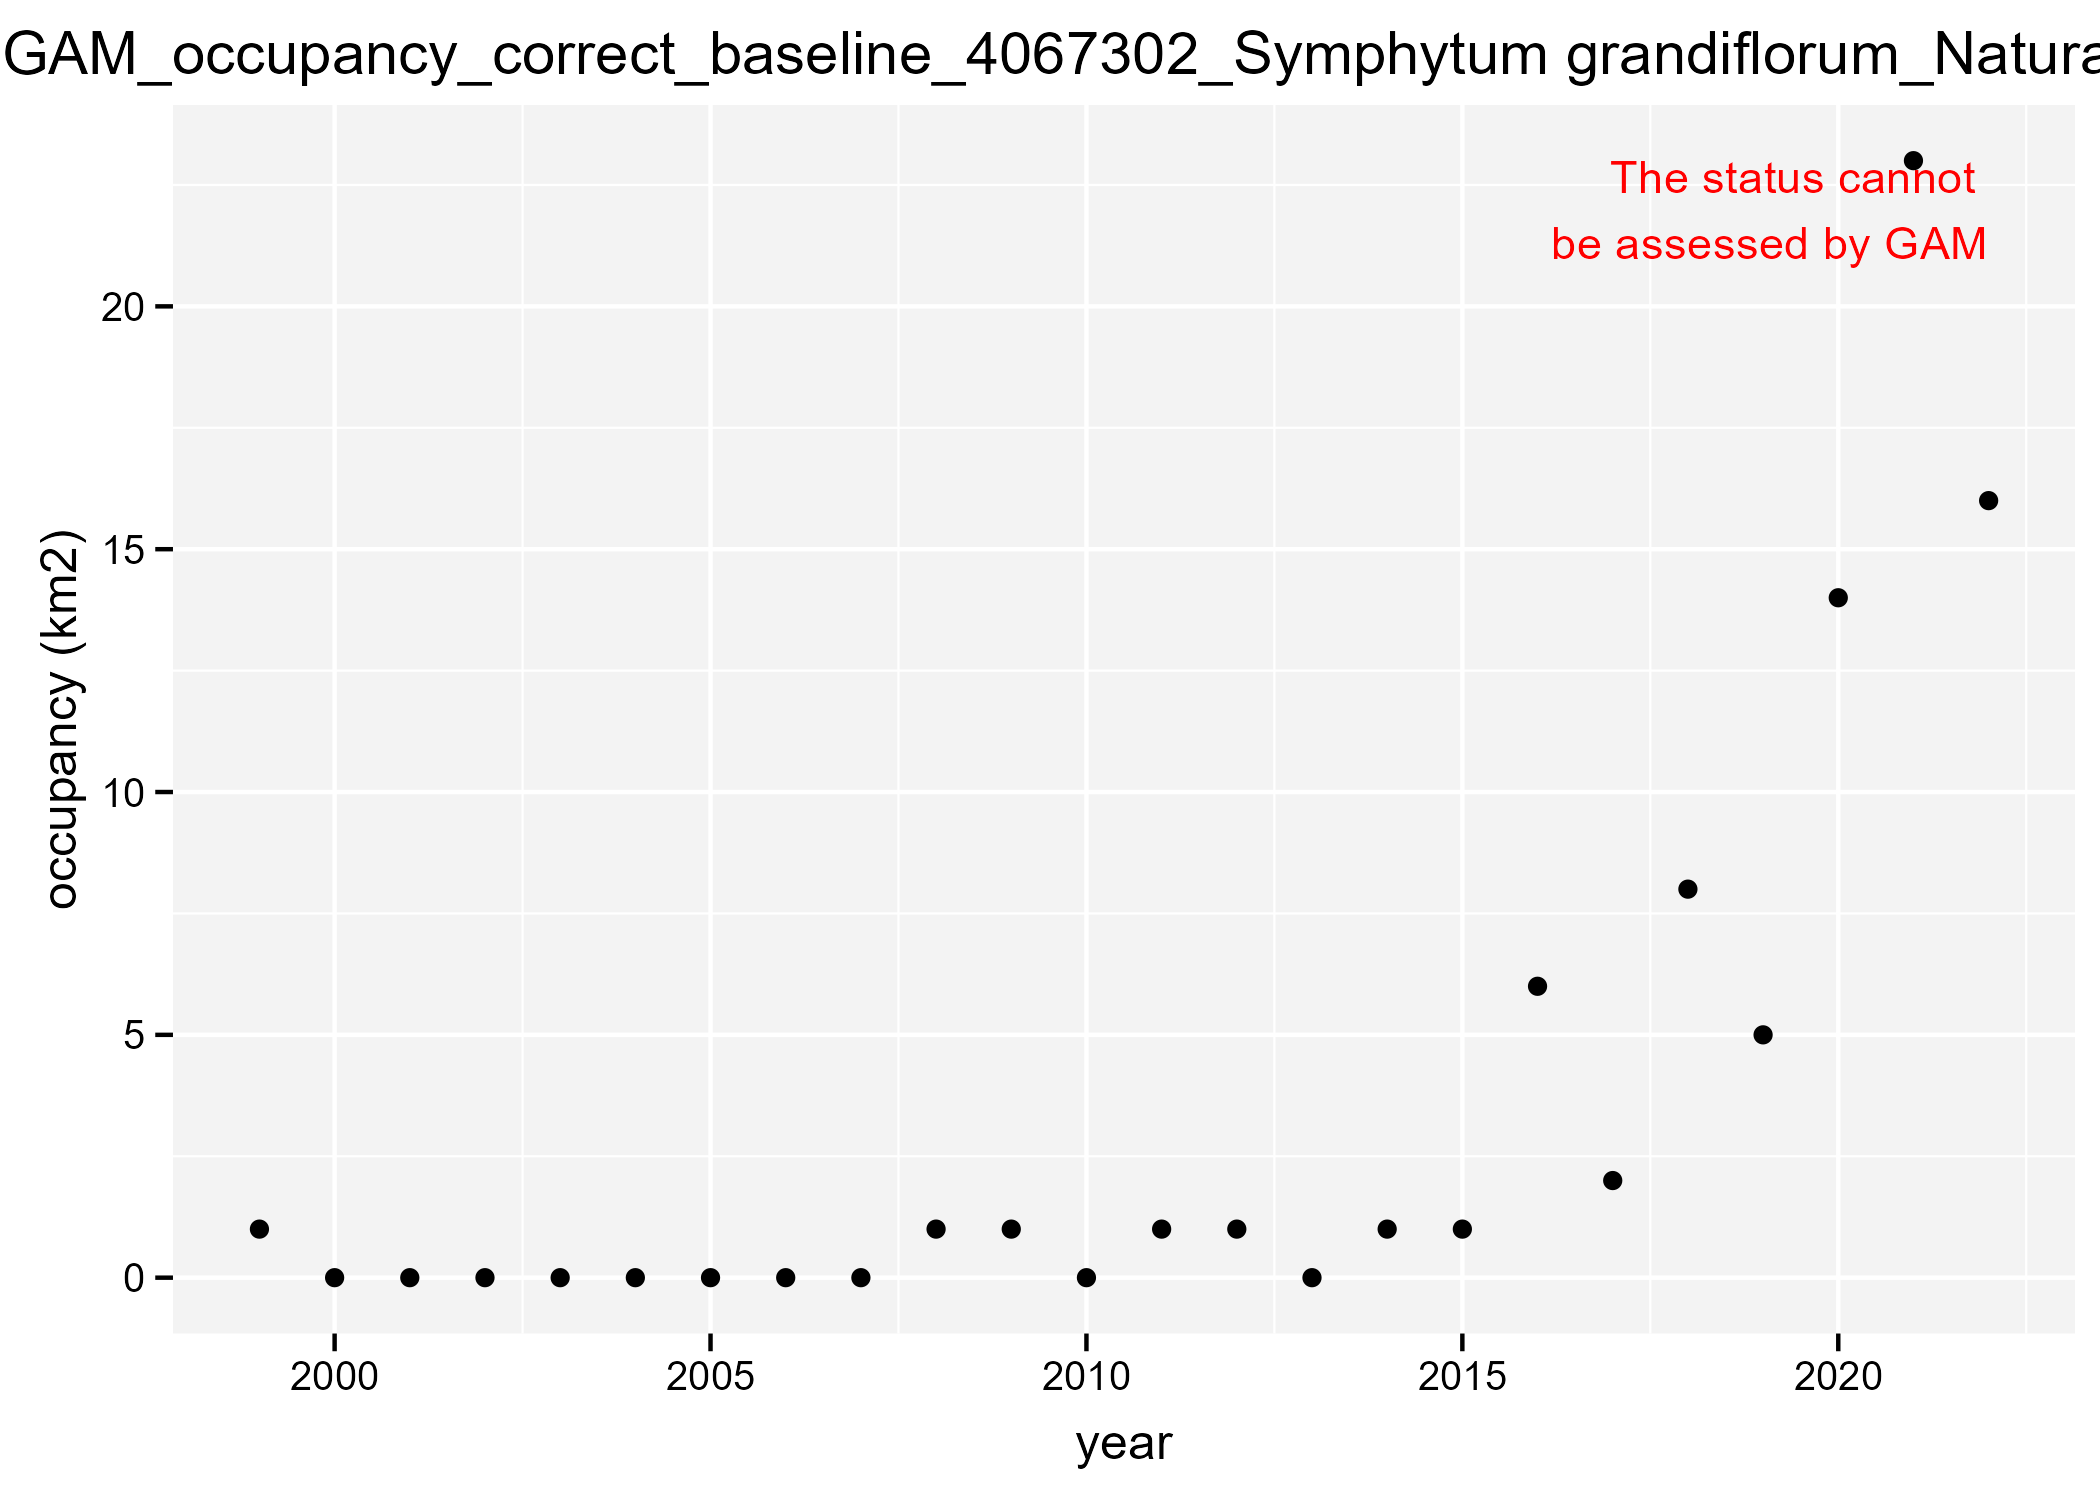 GAM_occupancy_correct_baseline_4067302_Symphytum grandiflorum_Natura
The status cannot
be assessed by GAM
20
15
10
5
0
occupancy (km2)
2000 2005 2010 2015 2020
year